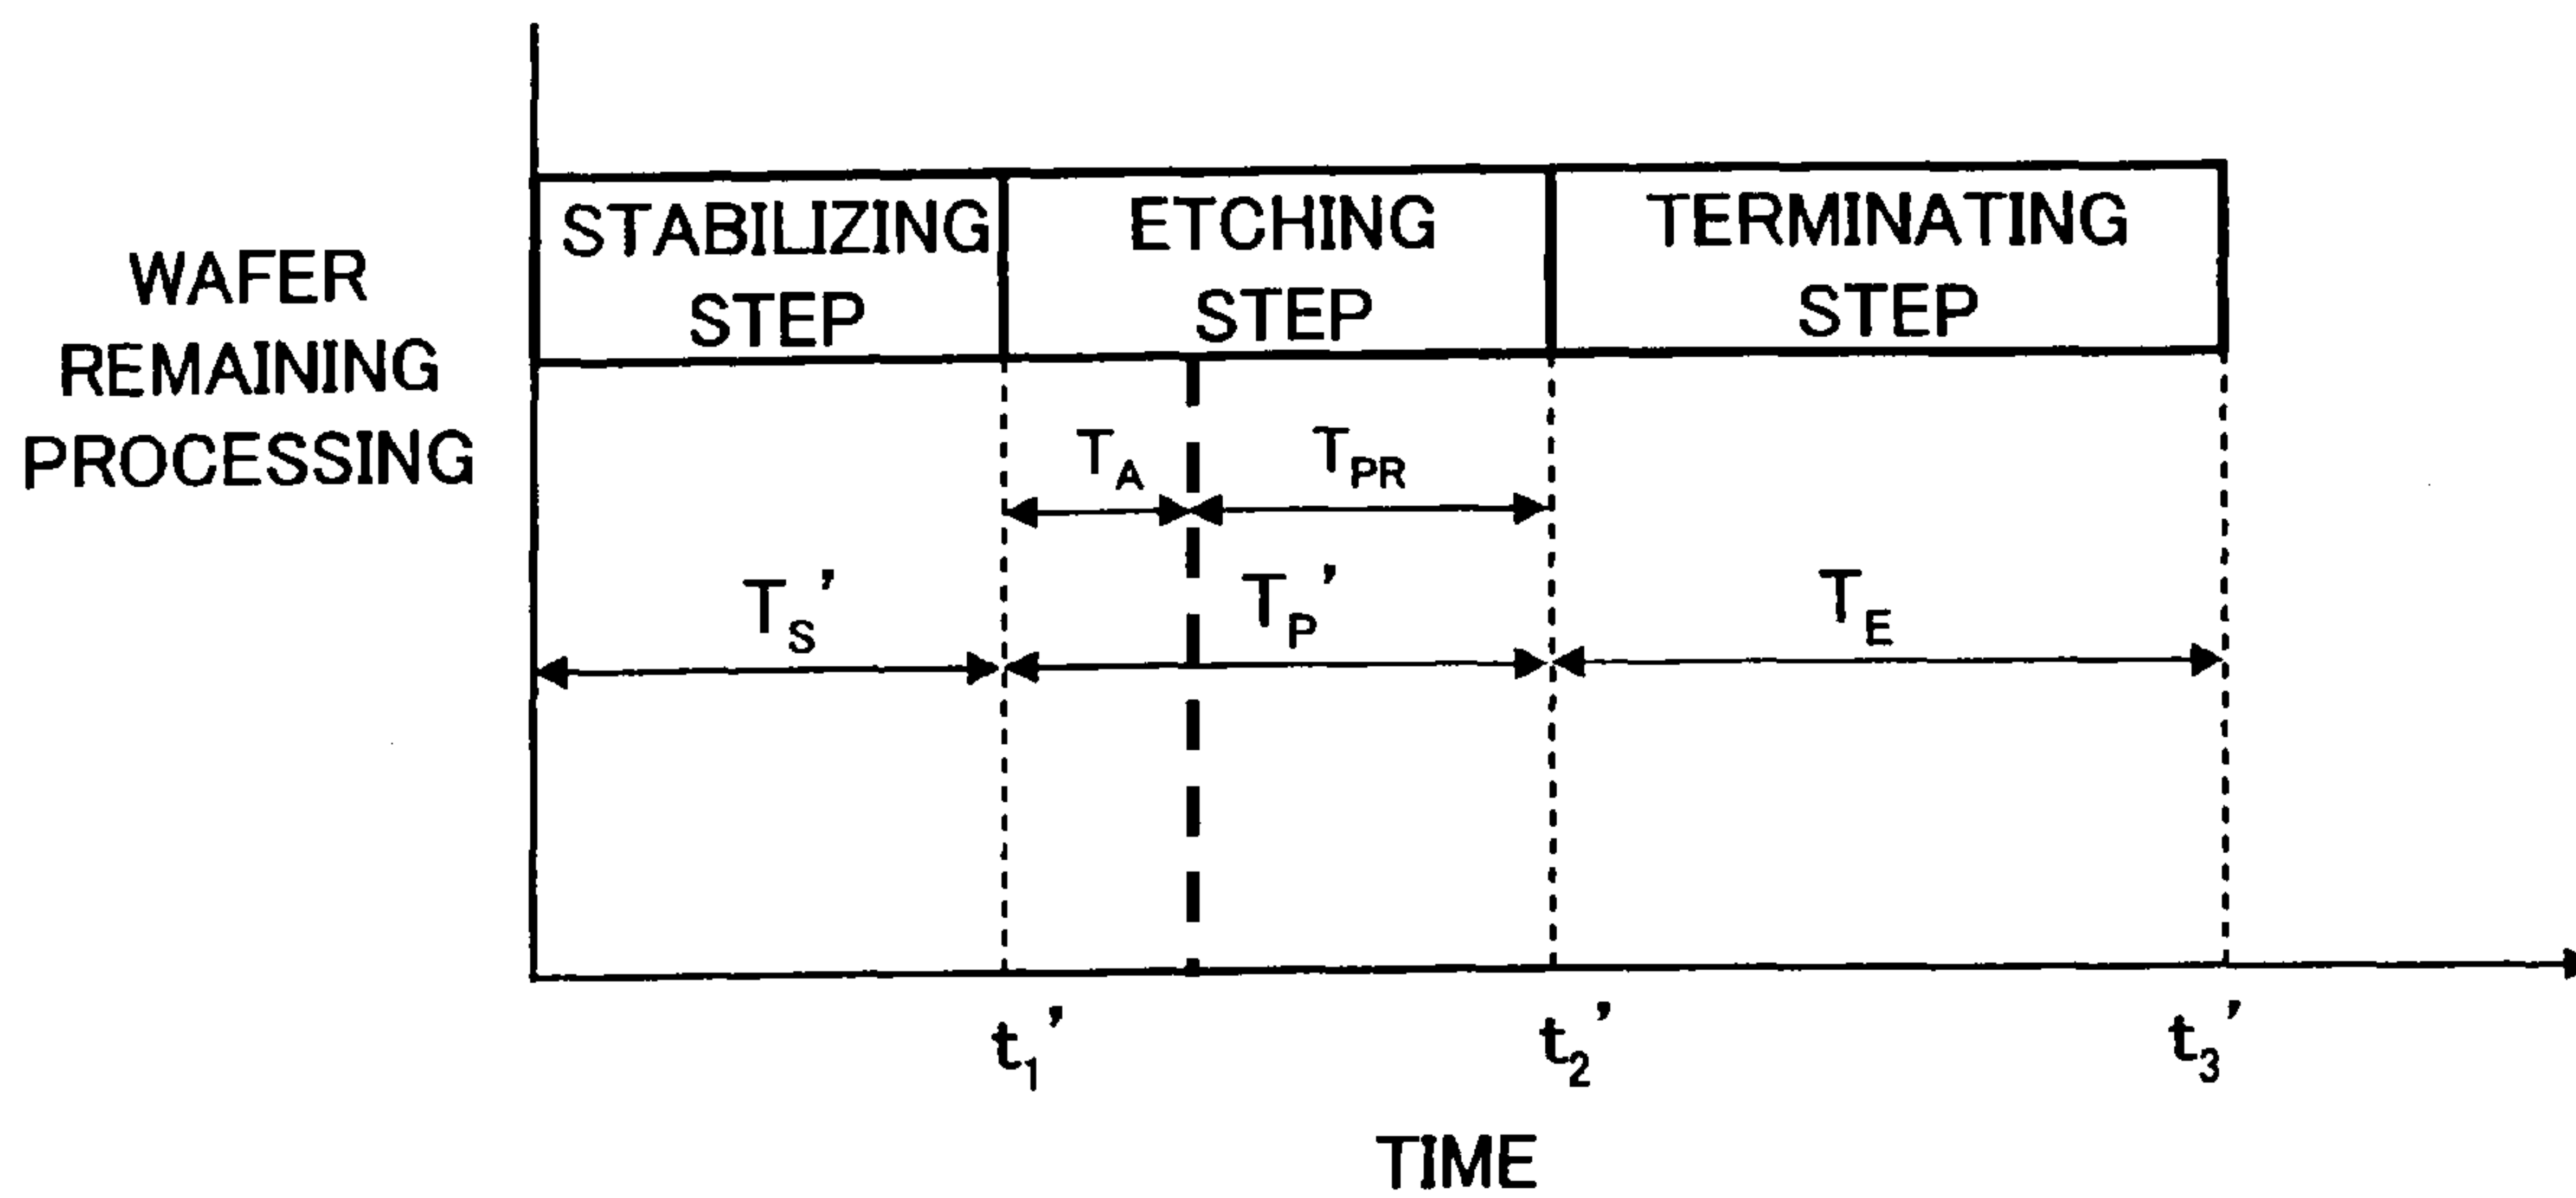 STABILIZING
STEP
ETCHING
STEP
TERMINATING
STEP
WAFER
REMAINING
PROCESSING
T_A
T_PR
T_S'
T_P'
T_E
t_1'
t_2'
t_3'
TIME